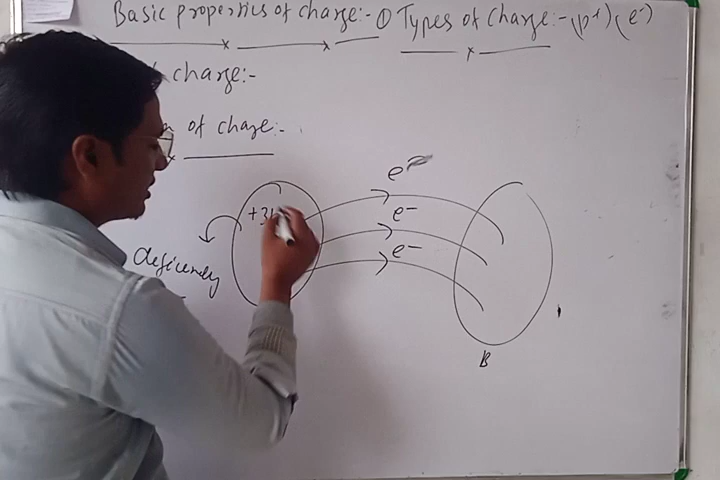 Basic properties of charge:- ① Types of charge:- (p+) (e-)
charge:-
of charge:-
e-
+3
e-
deficiency
e-
B